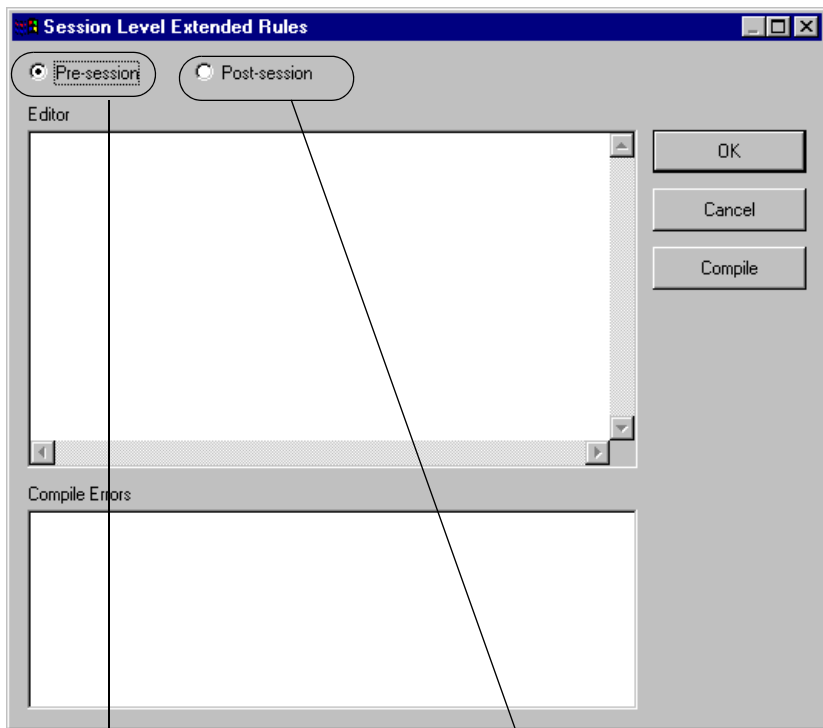 Session Level Extended Rules
Pre-session Post-session
Editor
OK
Cancel
Compile
Compile Errors